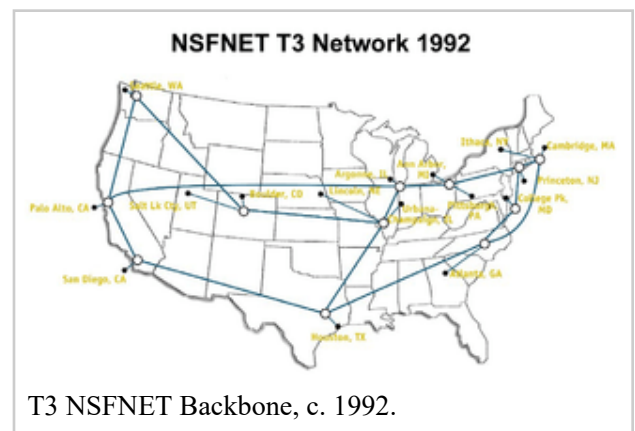 NSFNET T3 Network 1992
Seattle, WA
Ithaca, NY
Cambridge, MA
Ann Arbor,
MI
Argonne, IL
Princeton, NJ
Salt Lk Cty, UT
Boulder, CO
Lincoln, NE
Pittsburgh,
PA
College Pk,
MD
Palo Alto, CA
Urbana-
Champaign, IL
San Diego, CA
Atlanta, GA
Houston, TX
T3 NSFNET Backbone, c. 1992.